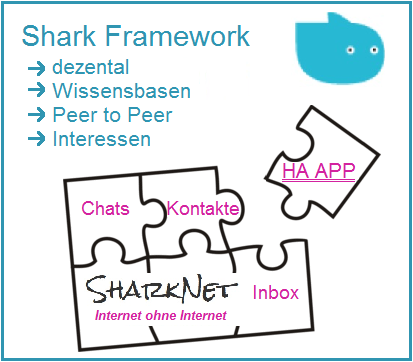 Shark Framework
→ dezental
→ Wissensbasen
→ Peer to Peer
→ Interessen
HA APP
Chats
Kontakte
SharkNet
Inbox
Internet ohne Internet